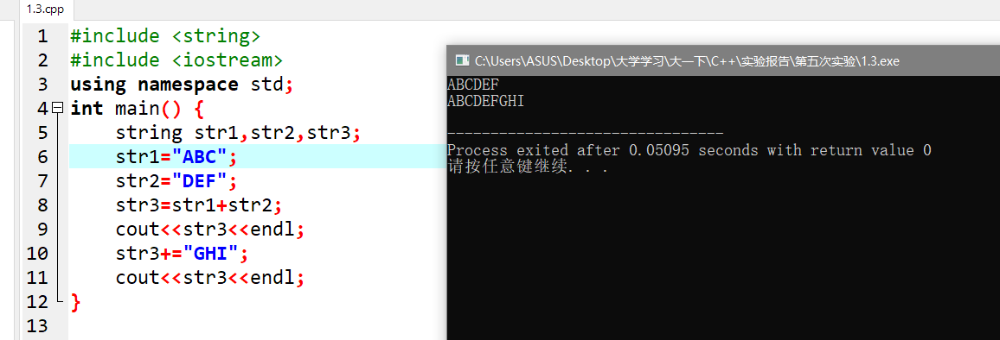 1.3.cpp
1 #include <string>
2 #include <iostream>
3 using namespace std;
4 int main() {
5 string str1,str2,str3;
6 str1="ABC";
7 str2="DEF";
8 str3=str1+str2;
9 cout<<str3<<endl;
10 str3+="GHI";
11 cout<<str3<<endl;
12 }
13
C:\Users\ASUS\Desktop\大学学习\大一下\C++\实验报告\第五次实验\1.3.exe
ABCDEF
ABCDEFGHI
--------------------------------
Process exited after 0.05095 seconds with return value 0
请按任意键继续. . .